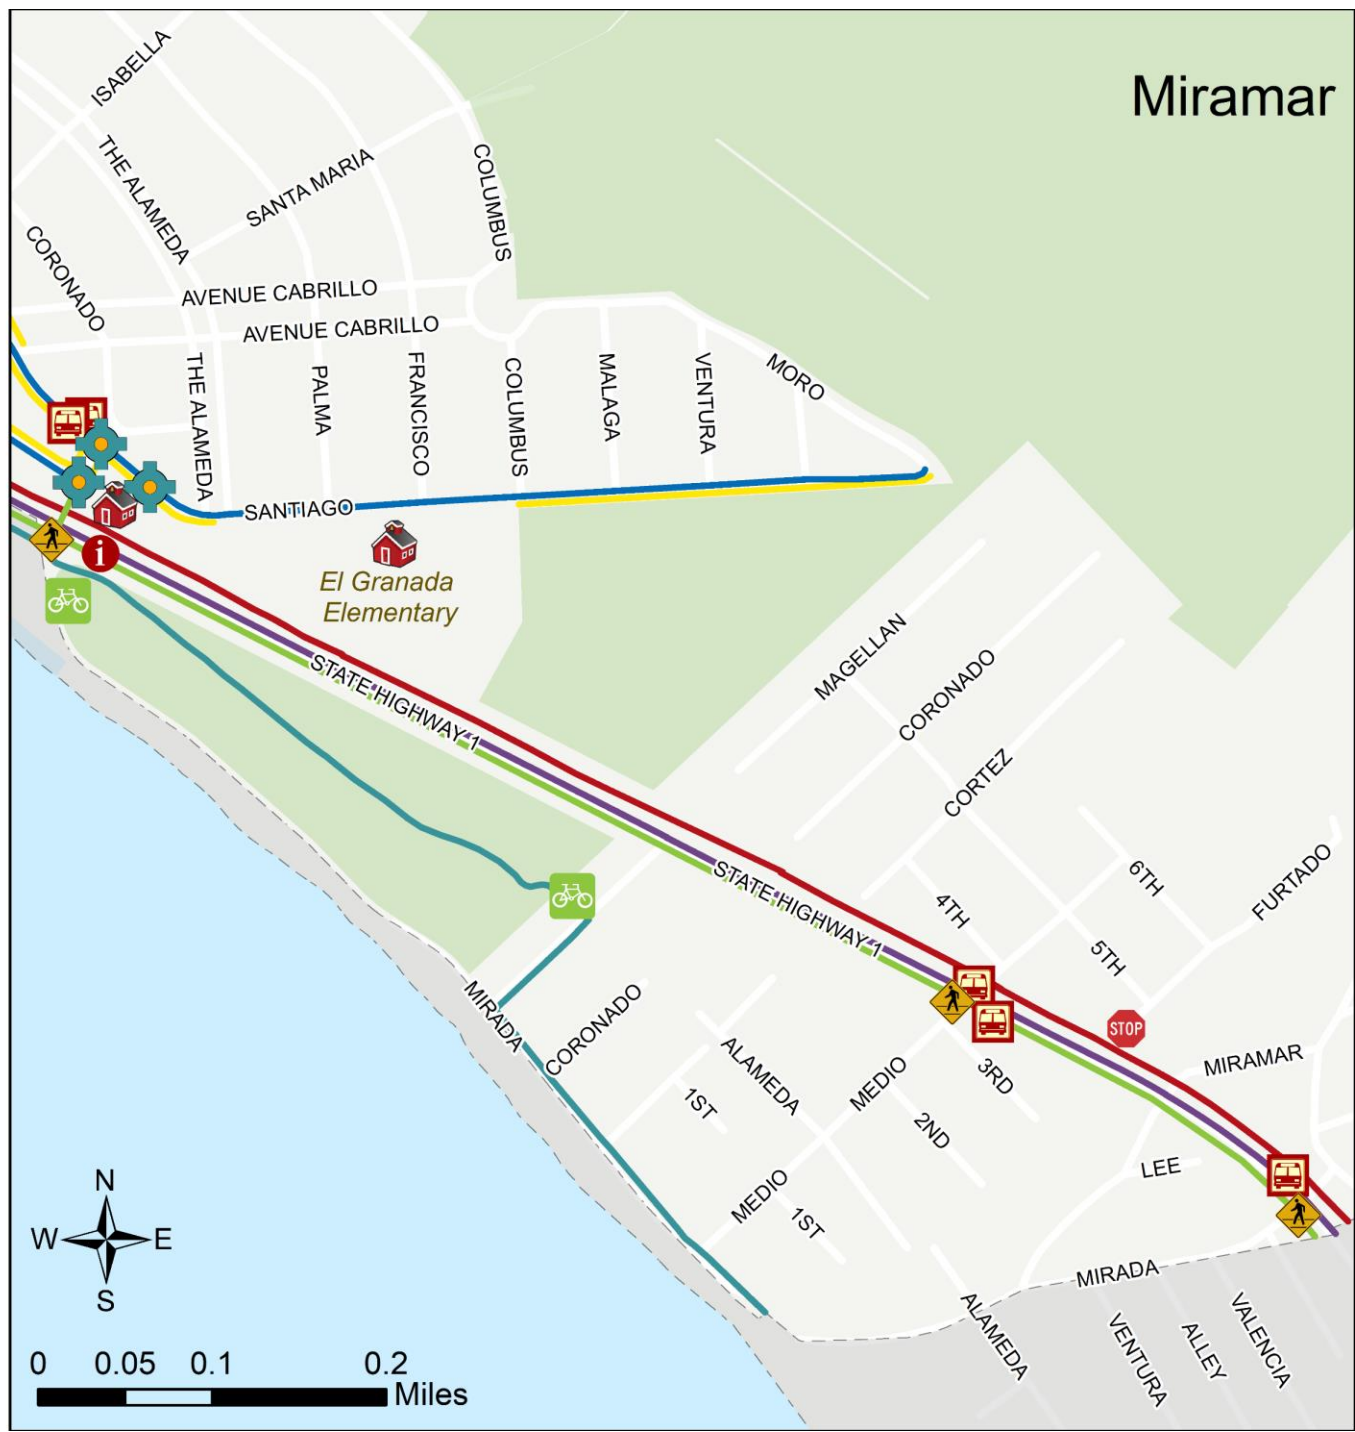 Miramar
ISABELLA
THE ALAMEDA
SANTA MARIA
COLUMBUS
CORONADO
AVENUE CABRILLO
AVENUE CABRILLO
THE ALAMEDA
PALMA
FRANCISCO
COLUMBUS
MALAGA
VENTURA
MORO
SANTIAGO
i
El Granada
Elementary
STATE HIGHWAY 1
MAGELLAN
CORONADO
CORTEZ
STATE HIGHWAY 1
4TH
6TH
FURTADO
5TH
MIRADA
CORONADO
STOP
ALAMEDA
MEDIO
3RD
MIRAMAR
1ST
2ND
LEE
MEDIO
1ST
MIRADA
ALAMEDA
VENTURA
ALLEY
VALENCIA
N
W E
S
0 0.05 0.1 0.2
Miles